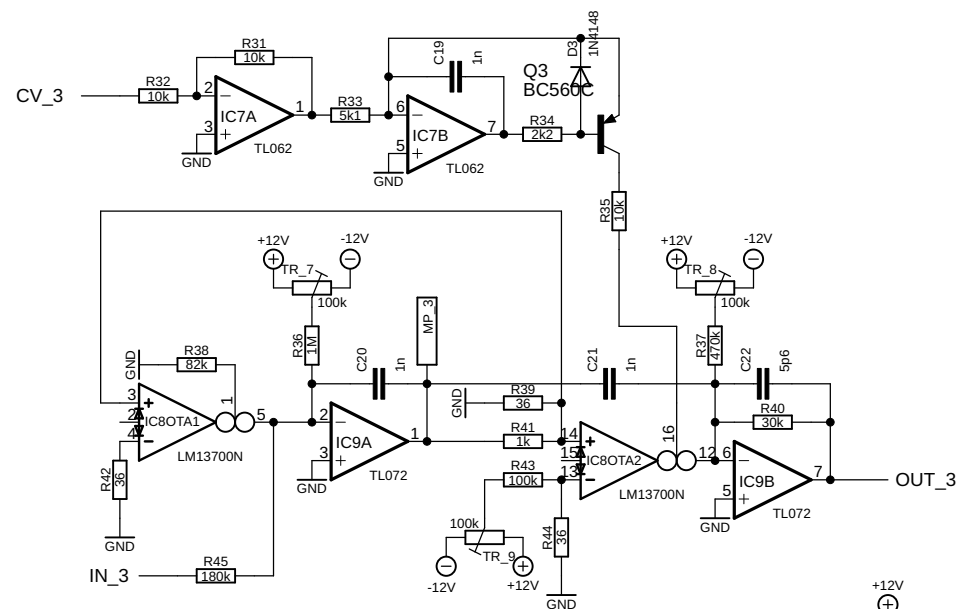 R31
10k
C19
1n
D3
1N4148
Q3
BC560C
CV_3
R32
10k
2
3
1
IC7A
TL062
GND
R33
5k1
6
5
7
IC7B
TL062
GND
R34
2k2
R35
10k
+12V
-12V
TR_7
100k
MP_3
+12V
-12V
TR_8
100k
GND
R38
82k
R36
1M
C20
1n
C21
1n
R37
470k
C22
5p6
GND
R39
36
R40
30k
3
2
4
1
5
IC8OTA1
LM13700N
2
3
1
IC9A
TL072
GND
R41
1k
14
15
13
16
12
IC8OTA2
LM13700N
6
5
7
IC9B
TL072
GND
OUT_3
R42
36
GND
R43
100k
100k
TR_9
-12V
+12V
R44
36
GND
IN_3
R45
180k
+12V